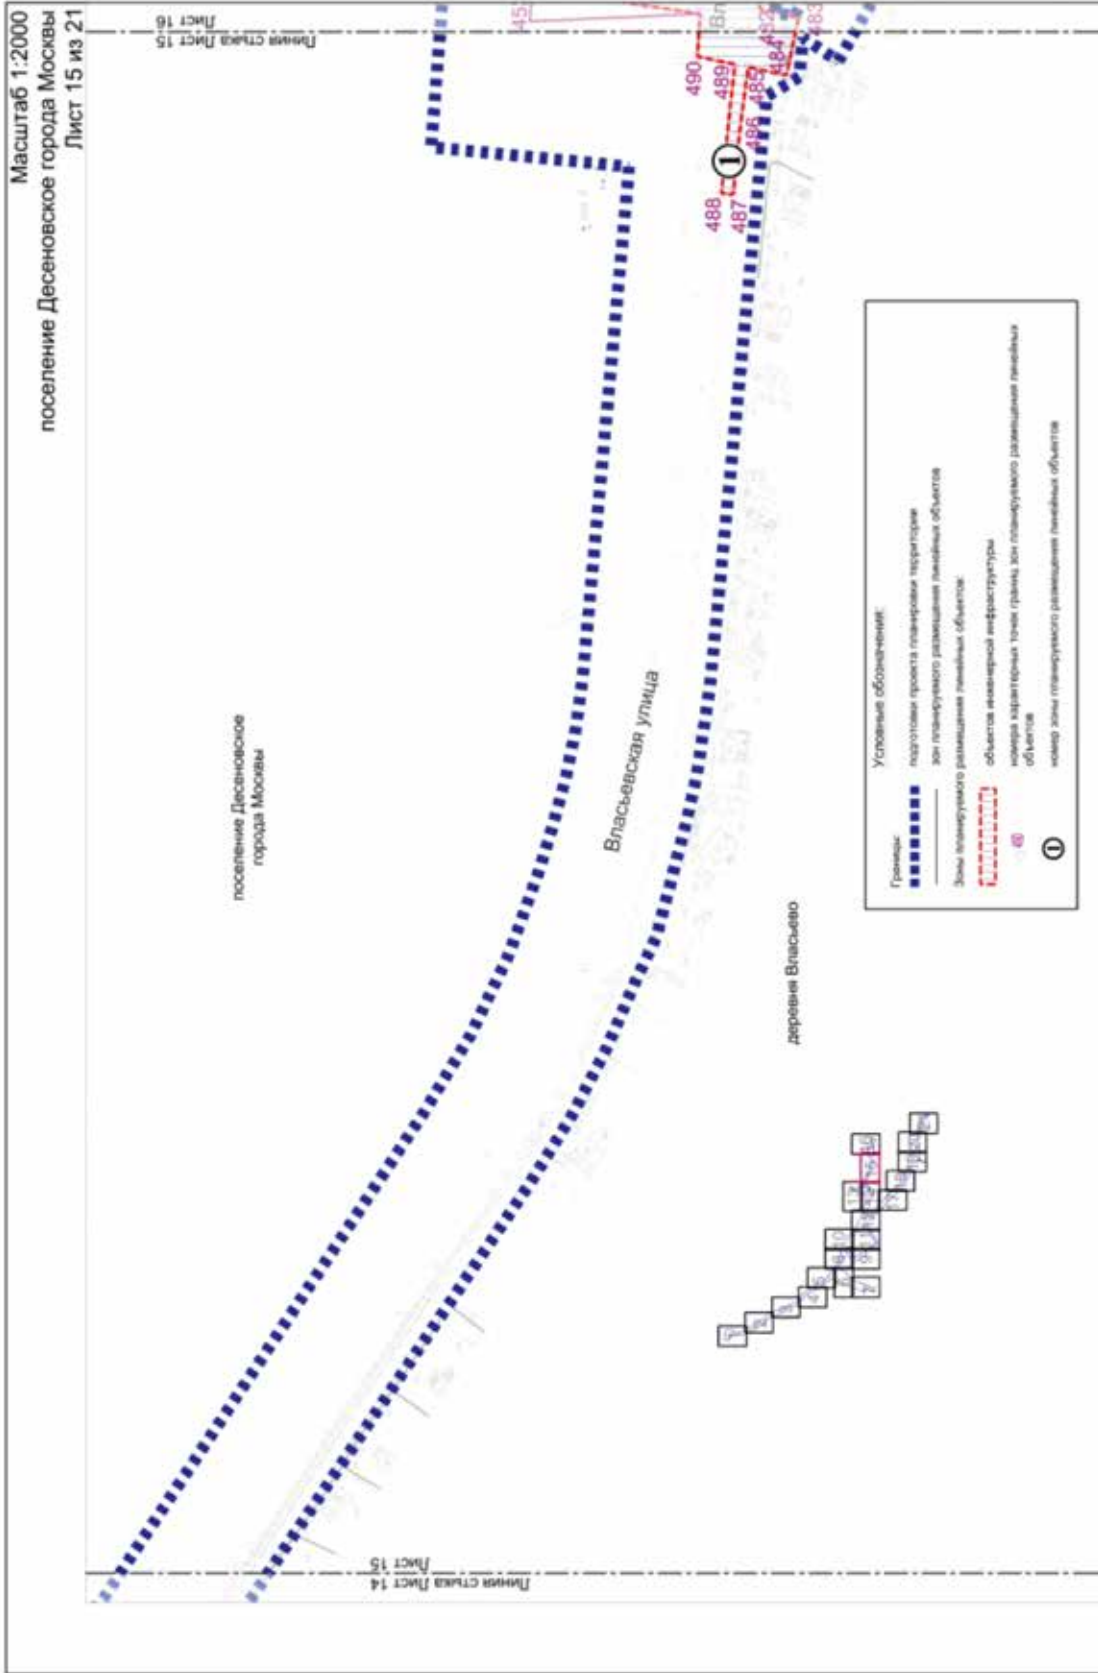 Масштаб 1:2000
поселение Десеновское города Москвы
Лист 15 из 21
Линия стыка Лист 14
Лист 15
Линия стыка Лист 15
Лист 16
поселение Десеновское
города Москвы
Власьевская улица
деревня Власьево
490
489
488
487
486
485
484
483
1
Условные обозначения:
Границы:
подготовки проекта планировки территории
зон планируемого размещения линейных объектов
Зоны планируемого размещения линейных объектов:
объектов инженерной инфраструктуры
номера характерных точек границ зон планируемого размещения линейных
объектов
1
номер зоны планируемого размещения линейных объектов